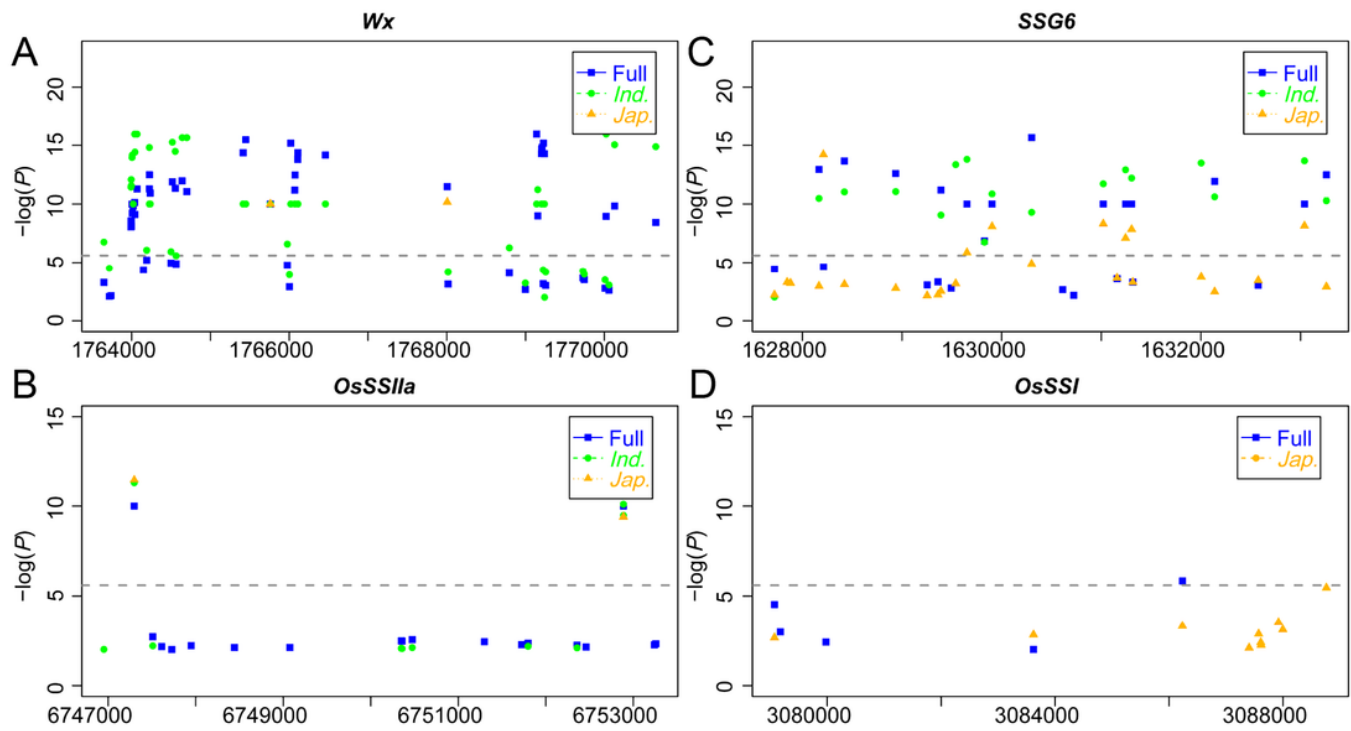 A
Wx
−log(P)
20
15
10
5
0
Full
Ind.
Jap.
1764000
1766000
1768000
1770000
C
SSG6
−log(P)
20
15
10
5
0
Full
Ind.
Jap.
1628000
1630000
1632000
B
OsSSIIa
−log(P)
15
10
5
0
Full
Ind.
Jap.
6747000
6749000
6751000
6753000
D
OsSSI
−log(P)
15
10
5
0
Full
Jap.
3080000
3084000
3088000